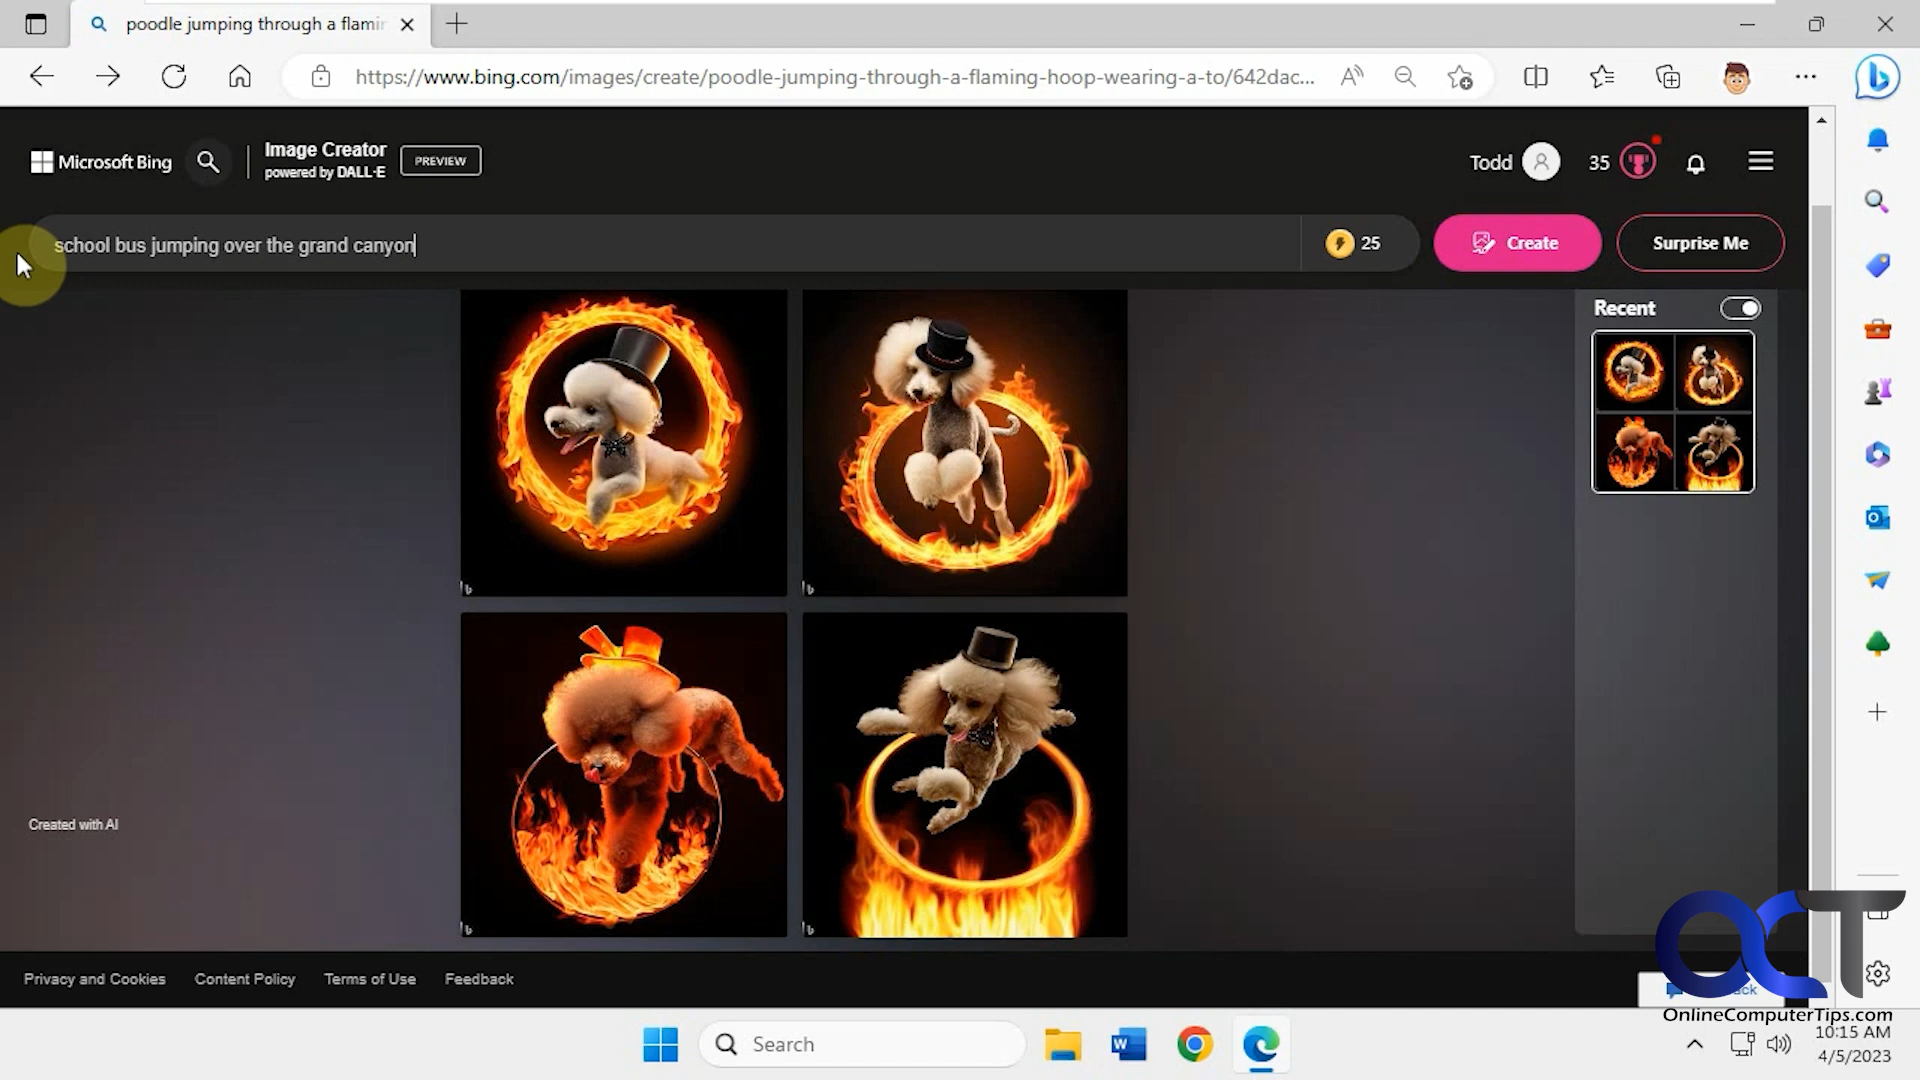 poodle jumping through a flamin
https://www.bing.com/images/create/poodle-jumping-through-a-flaming-hoop-wearing-a-to/642dac...
Microsoft Bing
Image Creator
powered by DALL·E
PREVIEW
Todd
35
school bus jumping over the grand canyon
25
Create
Surprise Me
Recent
Created with AI
Privacy and Cookies
Content Policy
Terms of Use
Feedback
OCT
OnlineComputerTips.com
Search
10:15 AM
4/5/2023